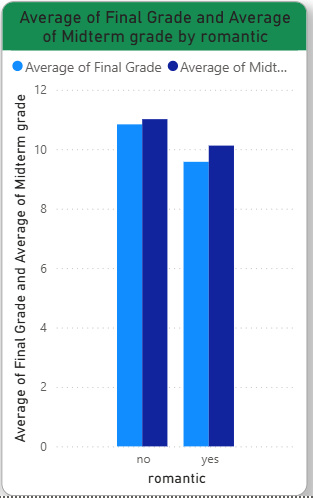 Average of Final Grade and Average
of Midterm grade by romantic
Average of Final Grade Average of Midt...
Average of Final Grade and Average of Midterm grade
12
10
8
6
4
2
0
no yes
romantic